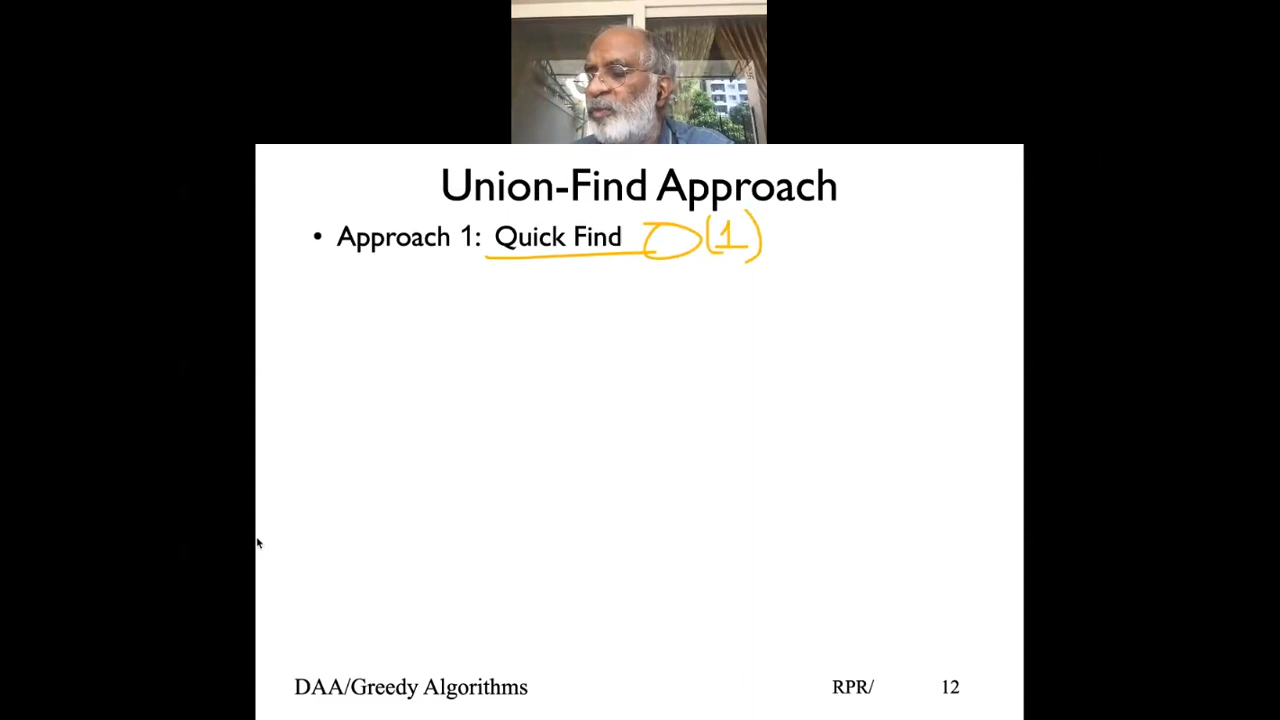 Union-Find Approach
• Approach 1: Quick Find O(1)
DAA/Greedy Algorithms RPR/ 12